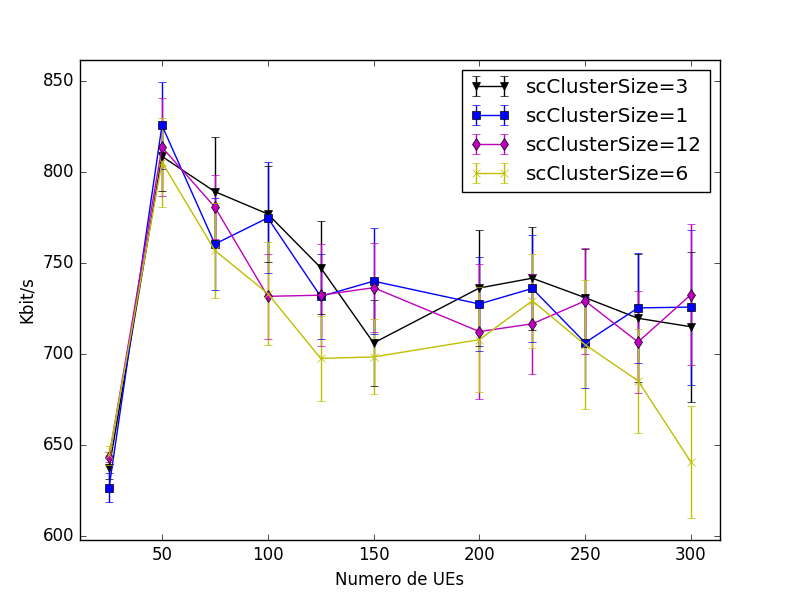 850
800
750
700
650
600
Kbit/s
scClusterSize=3
scClusterSize=1
scClusterSize=12
scClusterSize=6
50 100 150 200 250 300
Numero de UEs